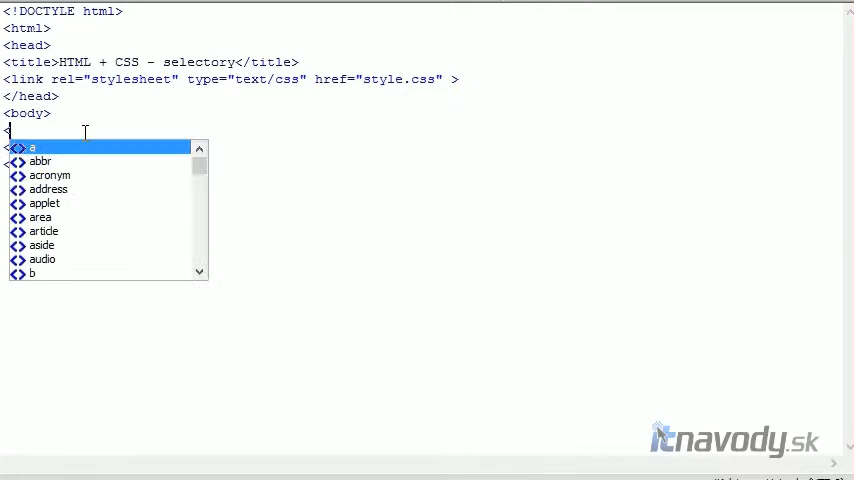 <!DOCTYPE html>
<html>
<head>
<title>HTML + CSS - selectory</title>
<link rel="stylesheet" type="text/css" href="style.css" >
</head>
<body>
<
a
<
abbr
<
acronym
address
applet
area
article
aside
audio
b
itnavody.sk